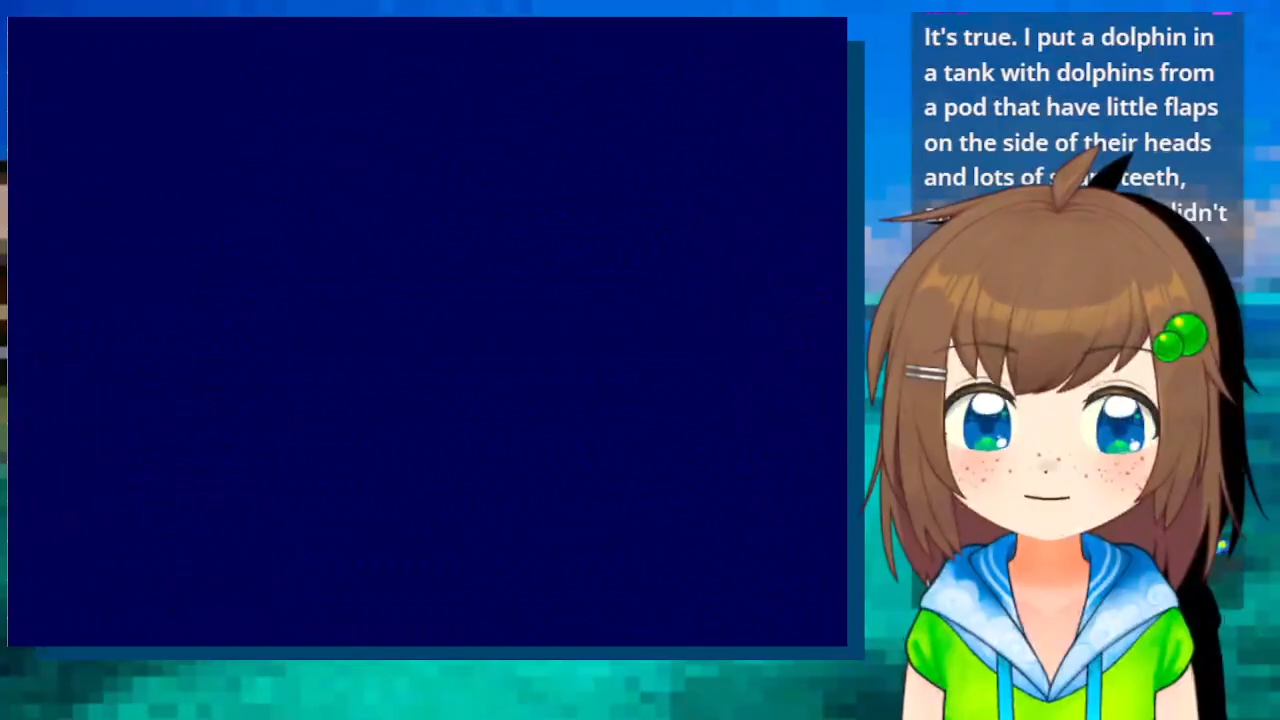 It's true. I put a dolphin in
a tank with dolphins from
a pod that have little flaps
on the side of their heads
and lots of teeth,